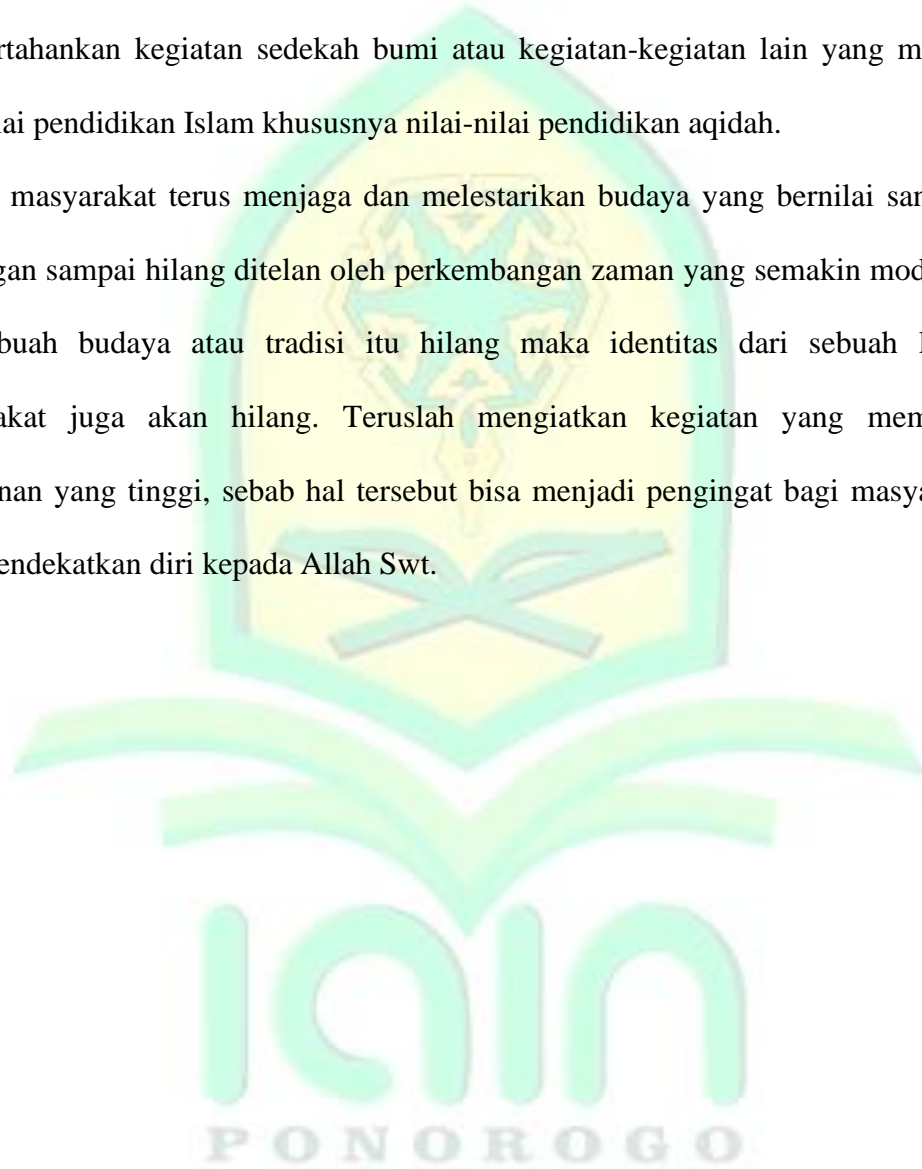 rtahankan kegiatan sedekah bumi atau kegiatan-kegiatan lain yang m
ai pendidikan Islam khususnya nilai-nilai pendidikan aqidah.
masyarakat terus menjaga dan melestarikan budaya yang bernilai san
gan sampai hilang ditelan oleh perkembangan zaman yang semakin mod
buah budaya atau tradisi itu hilang maka identitas dari sebuah
akat juga akan hilang. Teruslah mengiatkan kegiatan yang mem
nan yang tinggi, sebab hal tersebut bisa menjadi pengingat bagi masya
endekatkan diri kepada Allah Swt.
iain
PONOROGO